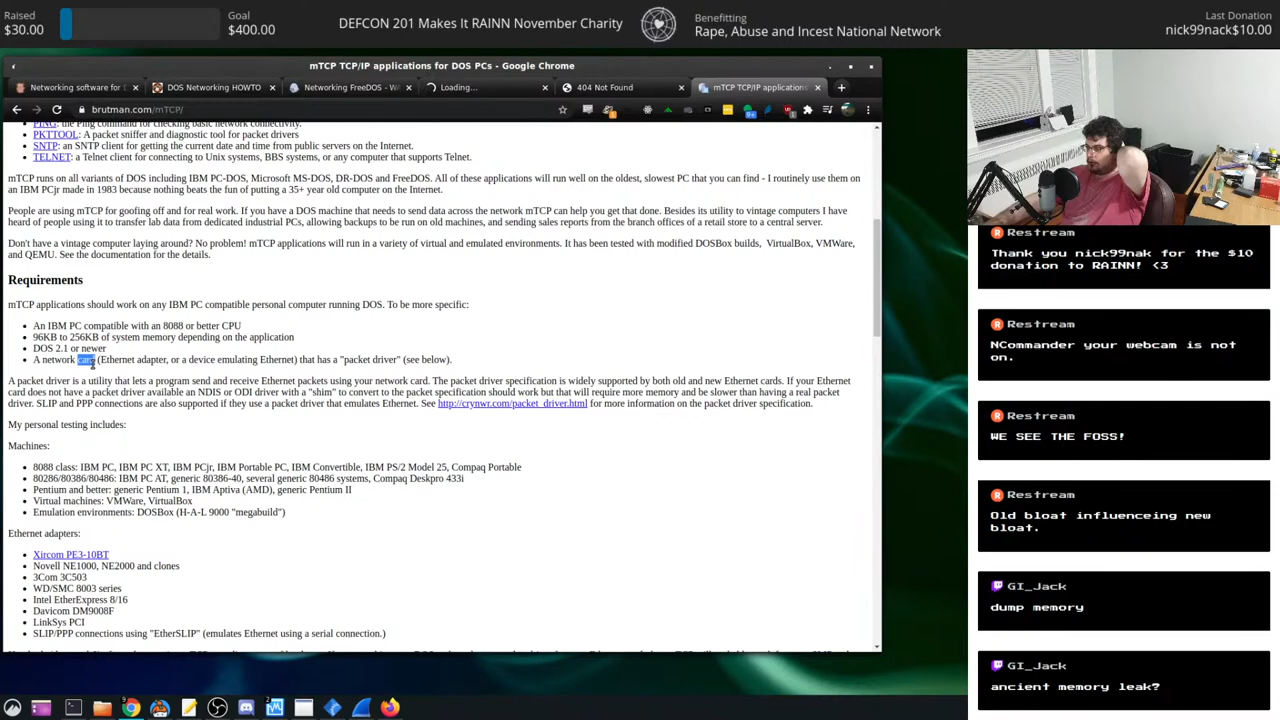 Raised
$30.00
Goal
$400.00
DEFCON 201 Makes It RAINN November Charity
Benefitting
Rape, Abuse and Incest National Network
Last Donation
nick99nack$10.00
mTCP TCP/IP applications for DOS PCs - Google Chrome
Networking software for D
DOS Networking HOWTO
Networking FreeDOS - WA
Loading...
404 Not Found
mTCP TCP/IP applications
brutman.com/mTCP/
PING: the Ping command for checking basic network connectivity.
PKTTOOL: A packet sniffer and diagnostic tool for packet drivers
SNTP: an SNTP client for getting the current date and time from public servers on the Internet.
TELNET: a Telnet client for connecting to Unix systems, BBS systems, or any computer that supports Telnet.
mTCP runs on all variants of DOS including IBM PC-DOS, Microsoft MS-DOS, DR-DOS and FreeDOS. All of these applications will run well on the oldest, slowest PC that you can find - I routinely use them on
an IBM PCjr made in 1983 because nothing beats the fun of putting a 35+ year old computer on the Internet.
People are using mTCP for goofing off and for real work. If you have a DOS machine that needs to send data across the network mTCP can help you get that done. Besides its utility to vintage computers I have
heard of people using it to transfer lab data from dedicated industrial PCs, allowing backups to be run on old machines, and sending sales reports from the branch offices of a retail store to a central server.
Don't have a vintage computer laying around? No problem! mTCP applications will run in a variety of virtual and emulated environments. It has been tested with modified DOSBox builds, VirtualBox, VMWare,
and QEMU. See the documentation for the details.
Requirements
mTCP applications should work on any IBM PC compatible personal computer running DOS. To be more specific:
An IBM PC compatible with an 8088 or better CPU
96KB to 256KB of system memory depending on the application
DOS 2.1 or newer
A network card (Ethernet adapter, or a device emulating Ethernet) that has a "packet driver" (see below).
A packet driver is a utility that lets a program send and receive Ethernet packets using your network card. The packet driver specification is widely supported by both old and new Ethernet cards. If your Ethernet
card does not have a packet driver available an NDIS or ODI driver with a "shim" to convert to the packet specification should work but that will require more memory and be slower than having a real packet
driver. SLIP and PPP connections are also supported if they use a packet driver that emulates Ethernet. See http://crynwr.com/packet_driver.html for more information on the packet driver specification.
My personal testing includes:
Machines:
8088 class: IBM PC, IBM PC XT, IBM PCjr, IBM Portable PC, IBM Convertible, IBM PS/2 Model 25, Compaq Portable
80286/80386/80486: IBM PC AT, generic 80386-40, several generic 80486 systems, Compaq Deskpro 433i
Pentium and better: generic Pentium 1, IBM Aptiva (AMD), generic Pentium II
Virtual machines: VMWare, VirtualBox
Emulation environments: DOSBox (H-A-L 9000 "megabuild")
Ethernet adapters:
Xircom PE3-10BT
Novell NE1000, NE2000 and clones
3Com 3C503
WD/SMC 8003 series
Intel EtherExpress 8/16
Davicom DM9008F
LinkSys PCI
SLIP/PPP connections using "EtherSLIP" (emulates Ethernet using a serial connection.)
Restream
Thank you nick99nak for the $10
donation to RAINN! <3
Restream
NCommander your webcam is not
on.
Restream
WE SEE THE FOSS!
Restream
Old bloat influenceing new
bloat.
GI_Jack
dump memory
GI_Jack
ancient memory leak?